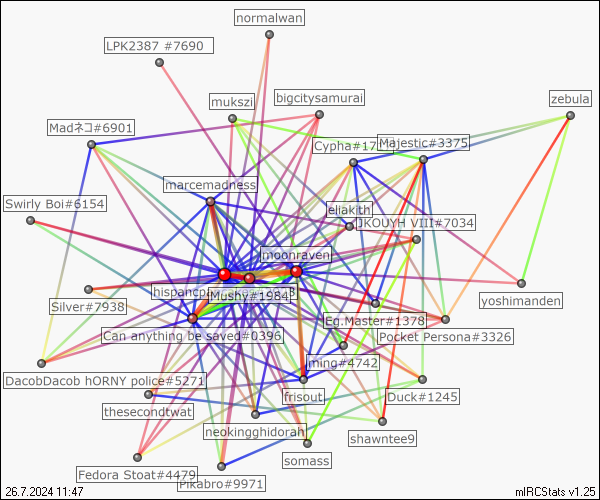 normalwan
LPK2387 #7690
mukszi
bigcitysamurai
zebula
Madネコ#6901
Cypha#17
Majestic#3375
marcemadness
Swirly Boi#6154
eliakith
JKOUYH VIII#7034
moonraven
hispancp
Mushy#1984
yoshimanden
Silver#7938
Eg.Master#1378
Can anything be saved#0396
Pocket Persona#3326
ming#4742
DacobDacob hORNY police#5271
frisout
Duck#1245
thesecondtwat
neokingghidorah
shawntee9
somass
Fedora Stoat#4479
Pikabro#9971
26.7.2024 11:47
mIRCStats v1.25